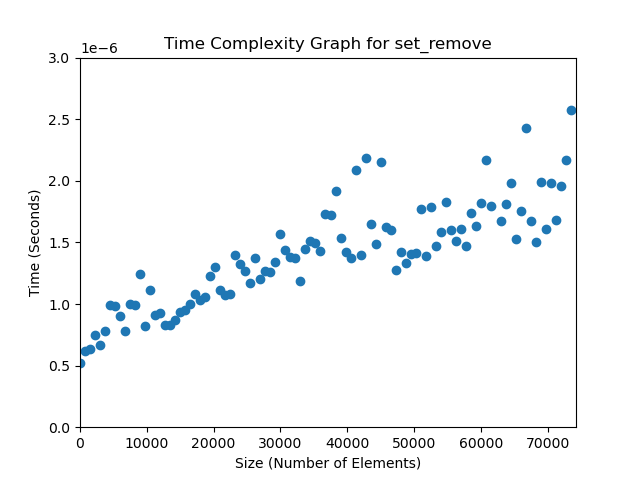 Time Complexity Graph for set_remove
1e−6
3.0
2.5
2.0
1.5
1.0
0.5
0.0
Time (Seconds)
0 10000 20000 30000 40000 50000 60000 70000
Size (Number of Elements)